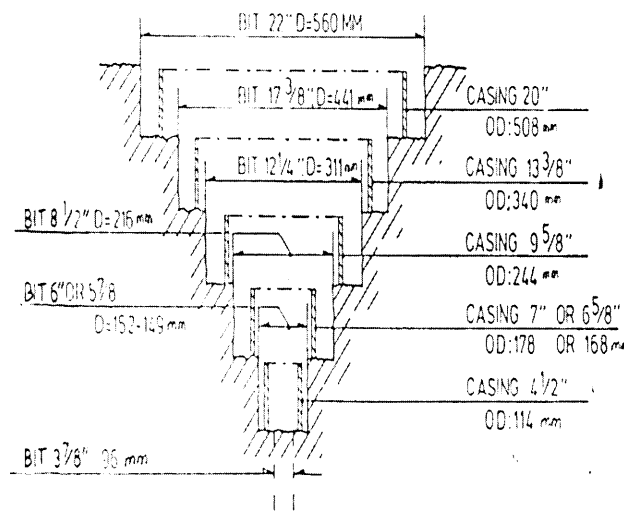 BIT 22" D=560 MM
BIT 17 3/8" D=441 mm
CASING 20"
OD:508 mm
BIT 12 1/4" D=311 mm
CASING 13 3/8"
OD:340 mm
BIT 8 1/2" D=216 mm
CASING 9 5/8"
OD:244 mm
BIT 6" OR 5 7/8
D=152-149 mm
CASING 7" OR 6 5/8"
OD:178 OR 168 mm
CASING 4 1/2"
OD:114 mm
BIT 3 7/8" 96 mm